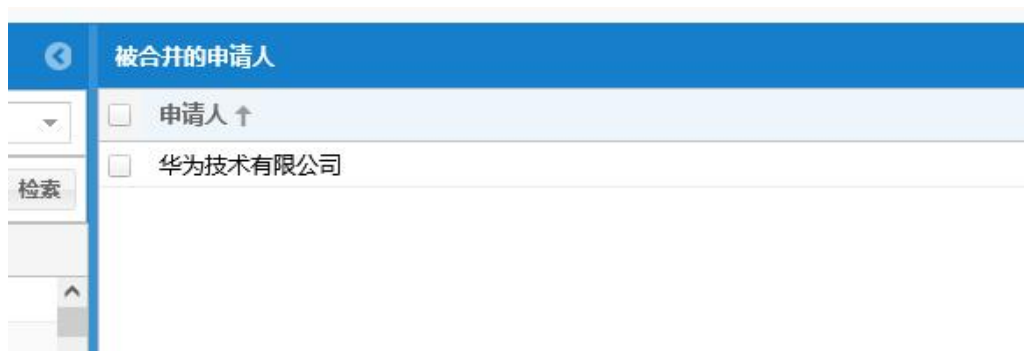 被合并的申请人
申请人
华为技术有限公司
检索